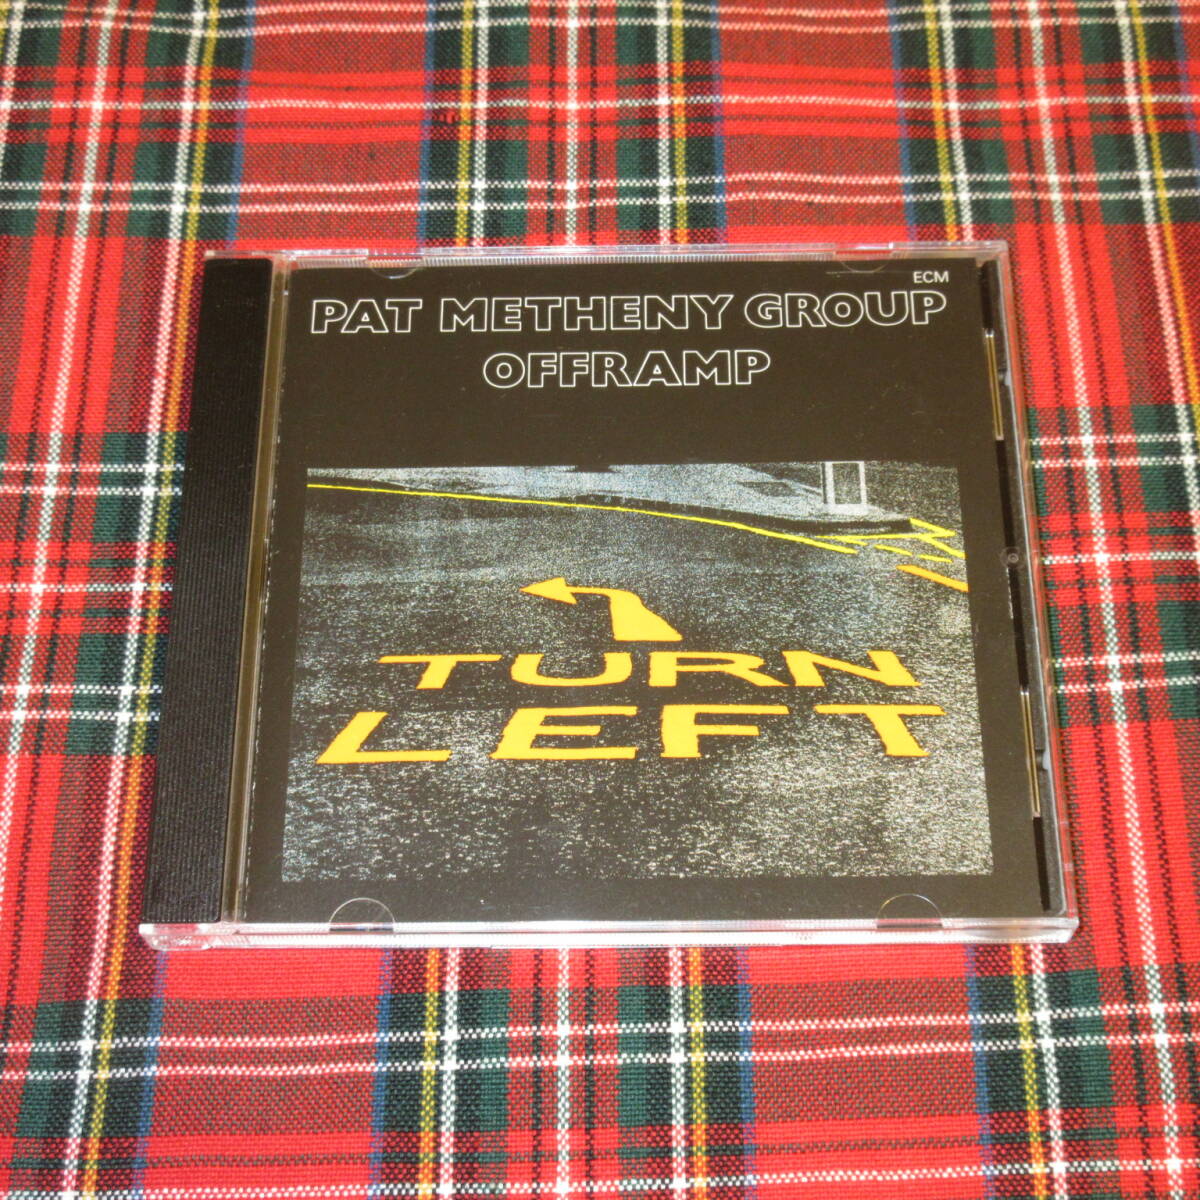 ECM
PAT METHENY GROUP
OFFRAMP
TURN
LEFT